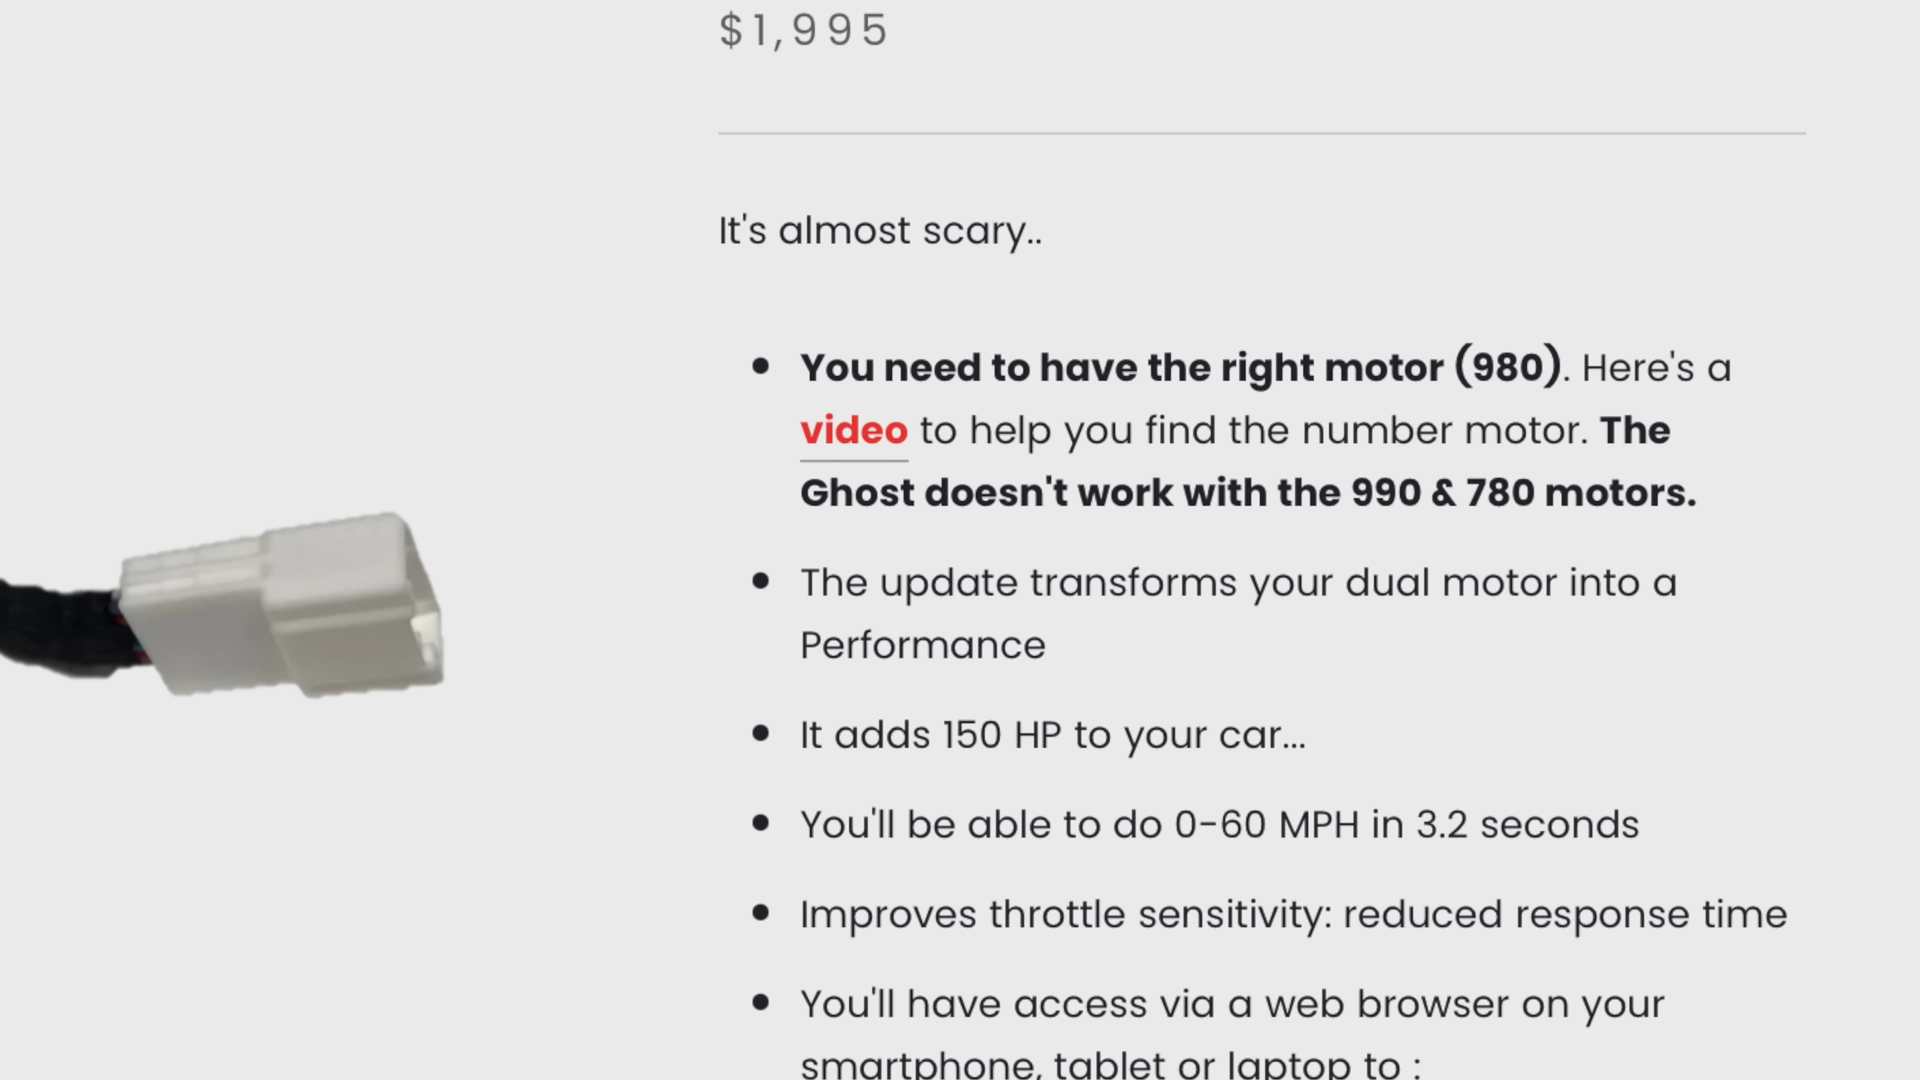 $1,995
It's almost scary..
You need to have the right motor (980). Here's a
video to help you find the number motor. The
Ghost doesn't work with the 990 & 780 motors.
The update transforms your dual motor into a
Performance
It adds 150 HP to your car...
You'll be able to do 0-60 MPH in 3.2 seconds
Improves throttle sensitivity: reduced response time
You'll have access via a web browser on your
smartphone, tablet or laptop to :